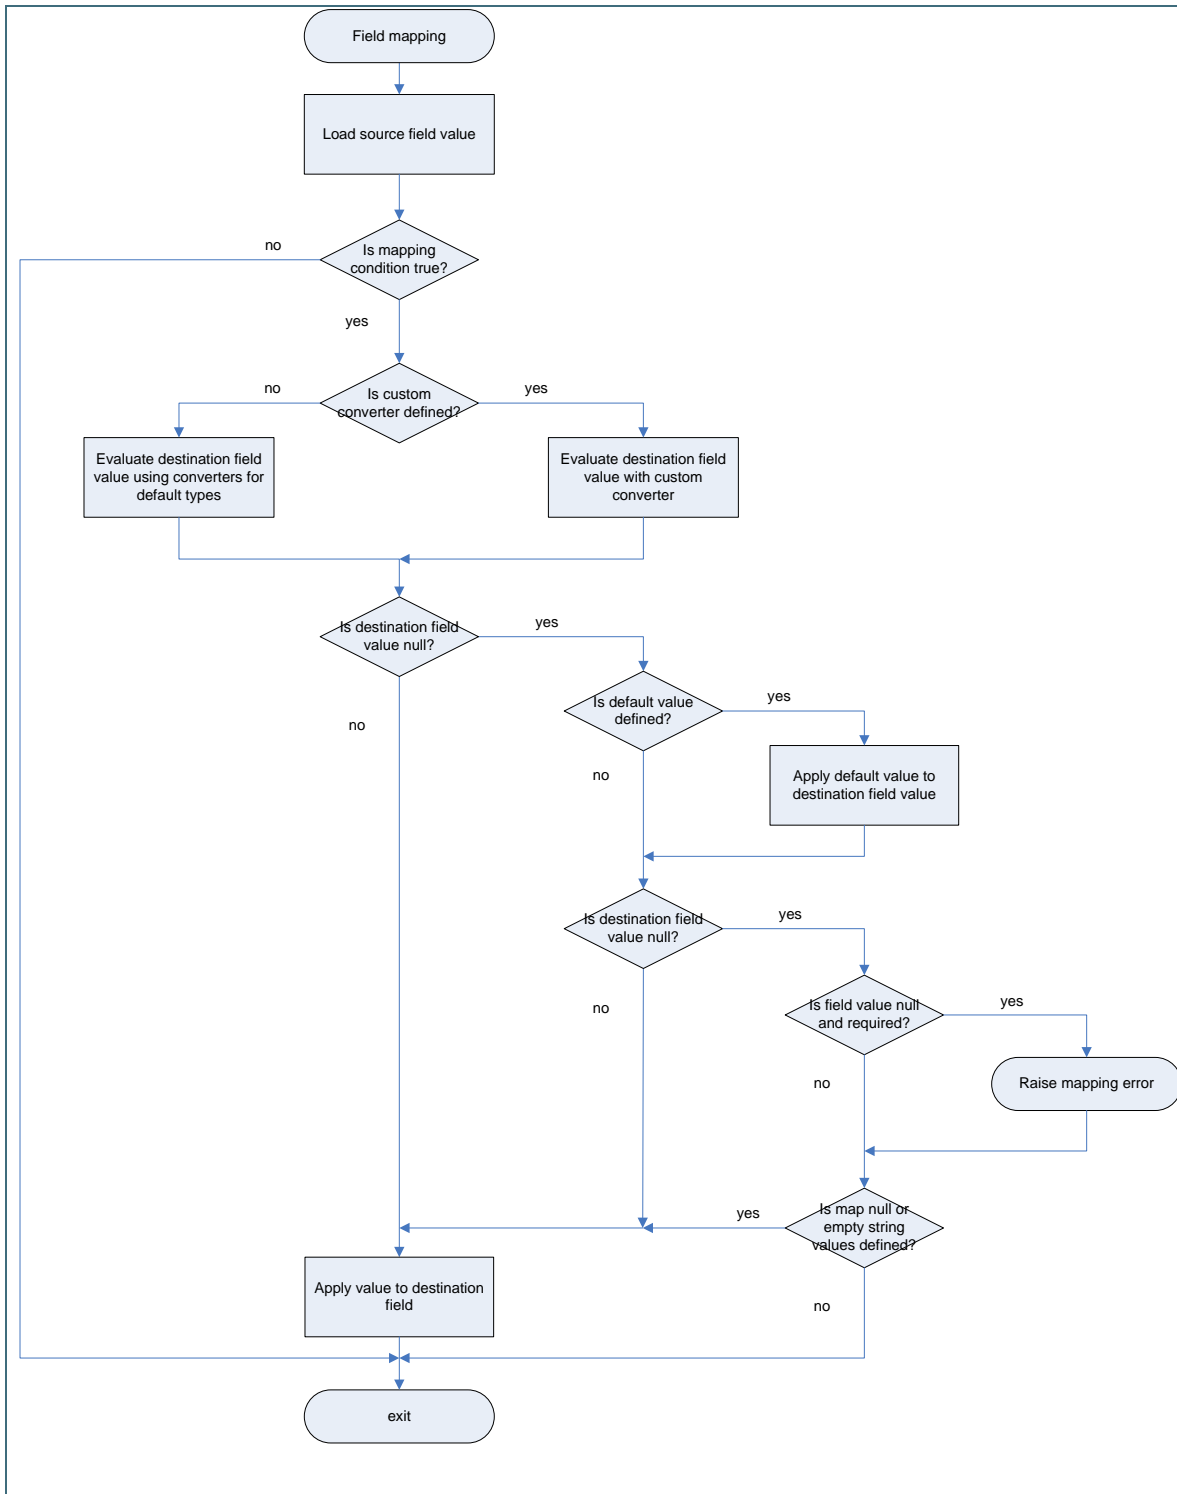 Field mapping
Load source field value
no
Is mapping
condition true?
yes
no
Is custom
converter defined?
yes
Evaluate destination field
value using converters for
default types
Evaluate destination field
value with custom
converter
Is destination field
value null?
yes
no
Is default value
defined?
yes
no
Apply default value to
destination field value
Is destination field
value null?
yes
no
Is field value null
and required?
yes
no
Raise mapping error
yes
Is map null or
empty string
values defined?
no
Apply value to destination
field
exit